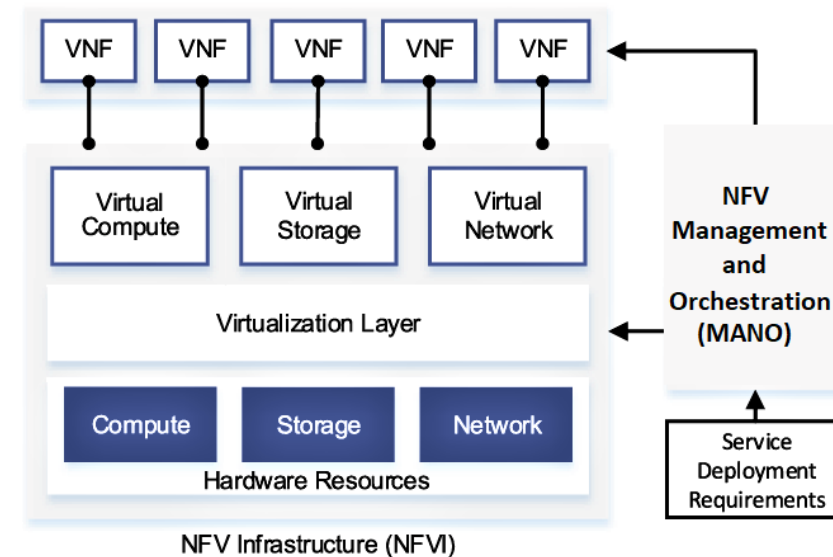 VNF
VNF
VNF
VNF
VNF
Virtual
Compute
Virtual
Storage
Virtual
Network
Virtualization Layer
Compute
Storage
Network
Hardware Resources
NFV Infrastructure (NFVI)
NFV
Management
and
Orchestration
(MANO)
Service
Deployment
Requirements